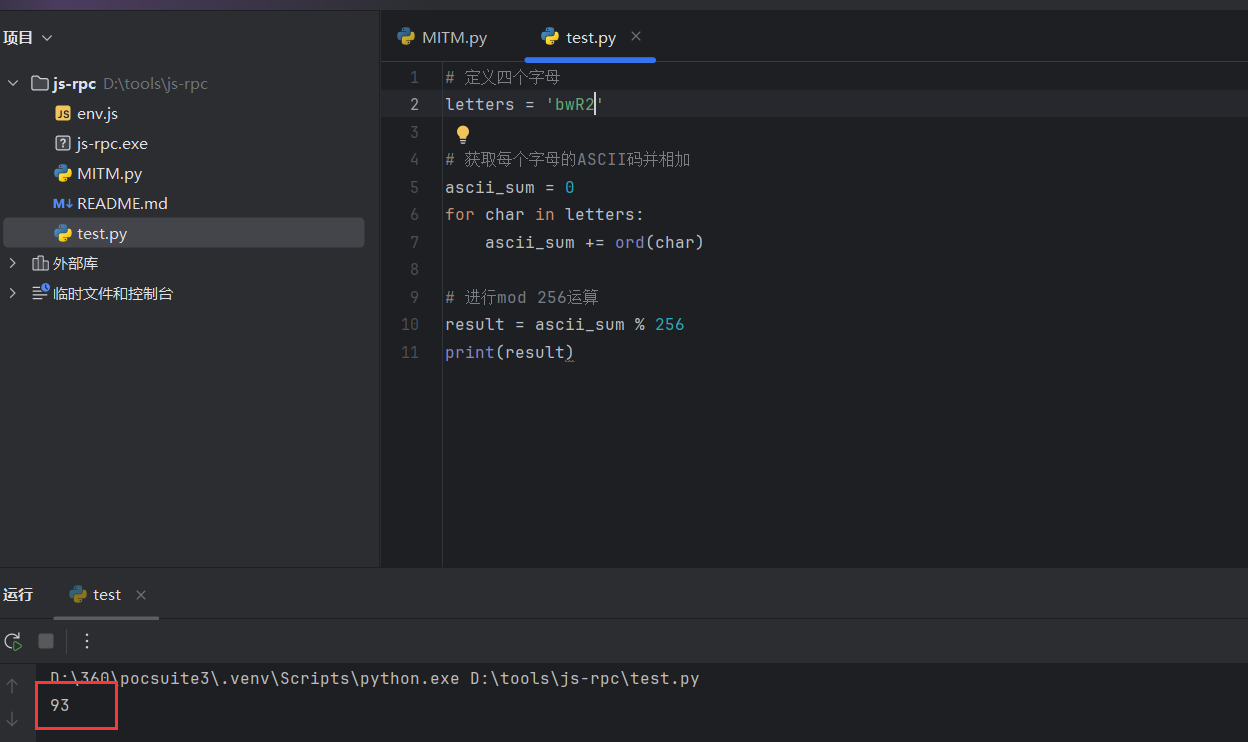 项目
js-rpc D:\tools\js-rpc
JS env.js
? js-rpc.exe
MITM.py
M↓ README.md
test.py
外部库
临时文件和控制台
MITM.py test.py
1 # 定义四个字母
2 letters = 'bwR2'
3
4 # 获取每个字母的ASCII码并相加
5 ascii_sum = 0
6 for char in letters:
7 ascii_sum += ord(char)
8
9 # 进行mod 256运算
10 result = ascii_sum % 256
11 print(result)
运行 test
D:\360\pocsuite3\.venv\Scripts\python.exe D:\tools\js-rpc\test.py
93